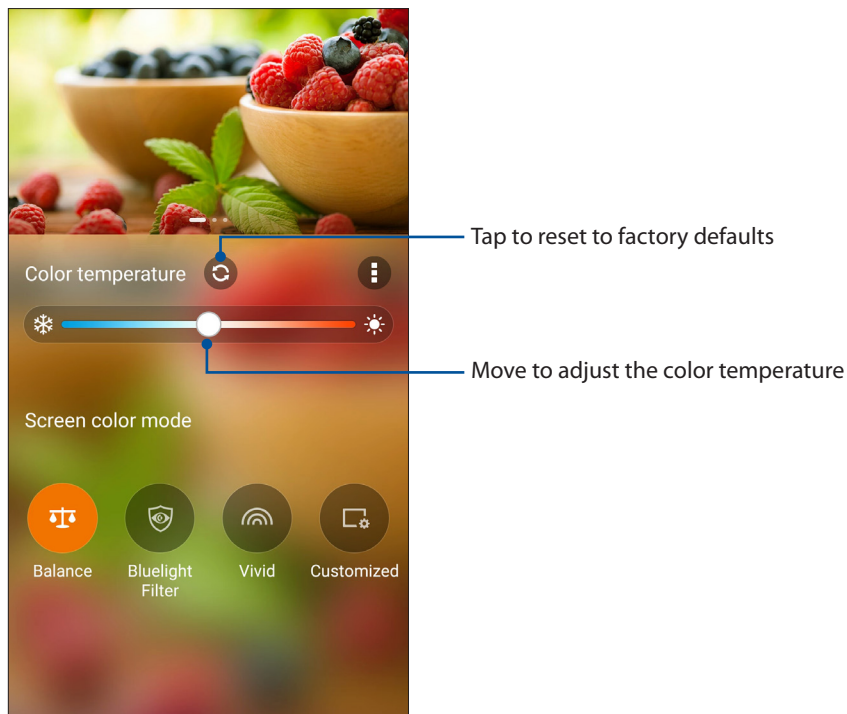 Tap to reset to factory defaults
Color temperature
Move to adjust the color temperature
Screen color mode
Balance
Bluelight
Filter
Vivid
Customized